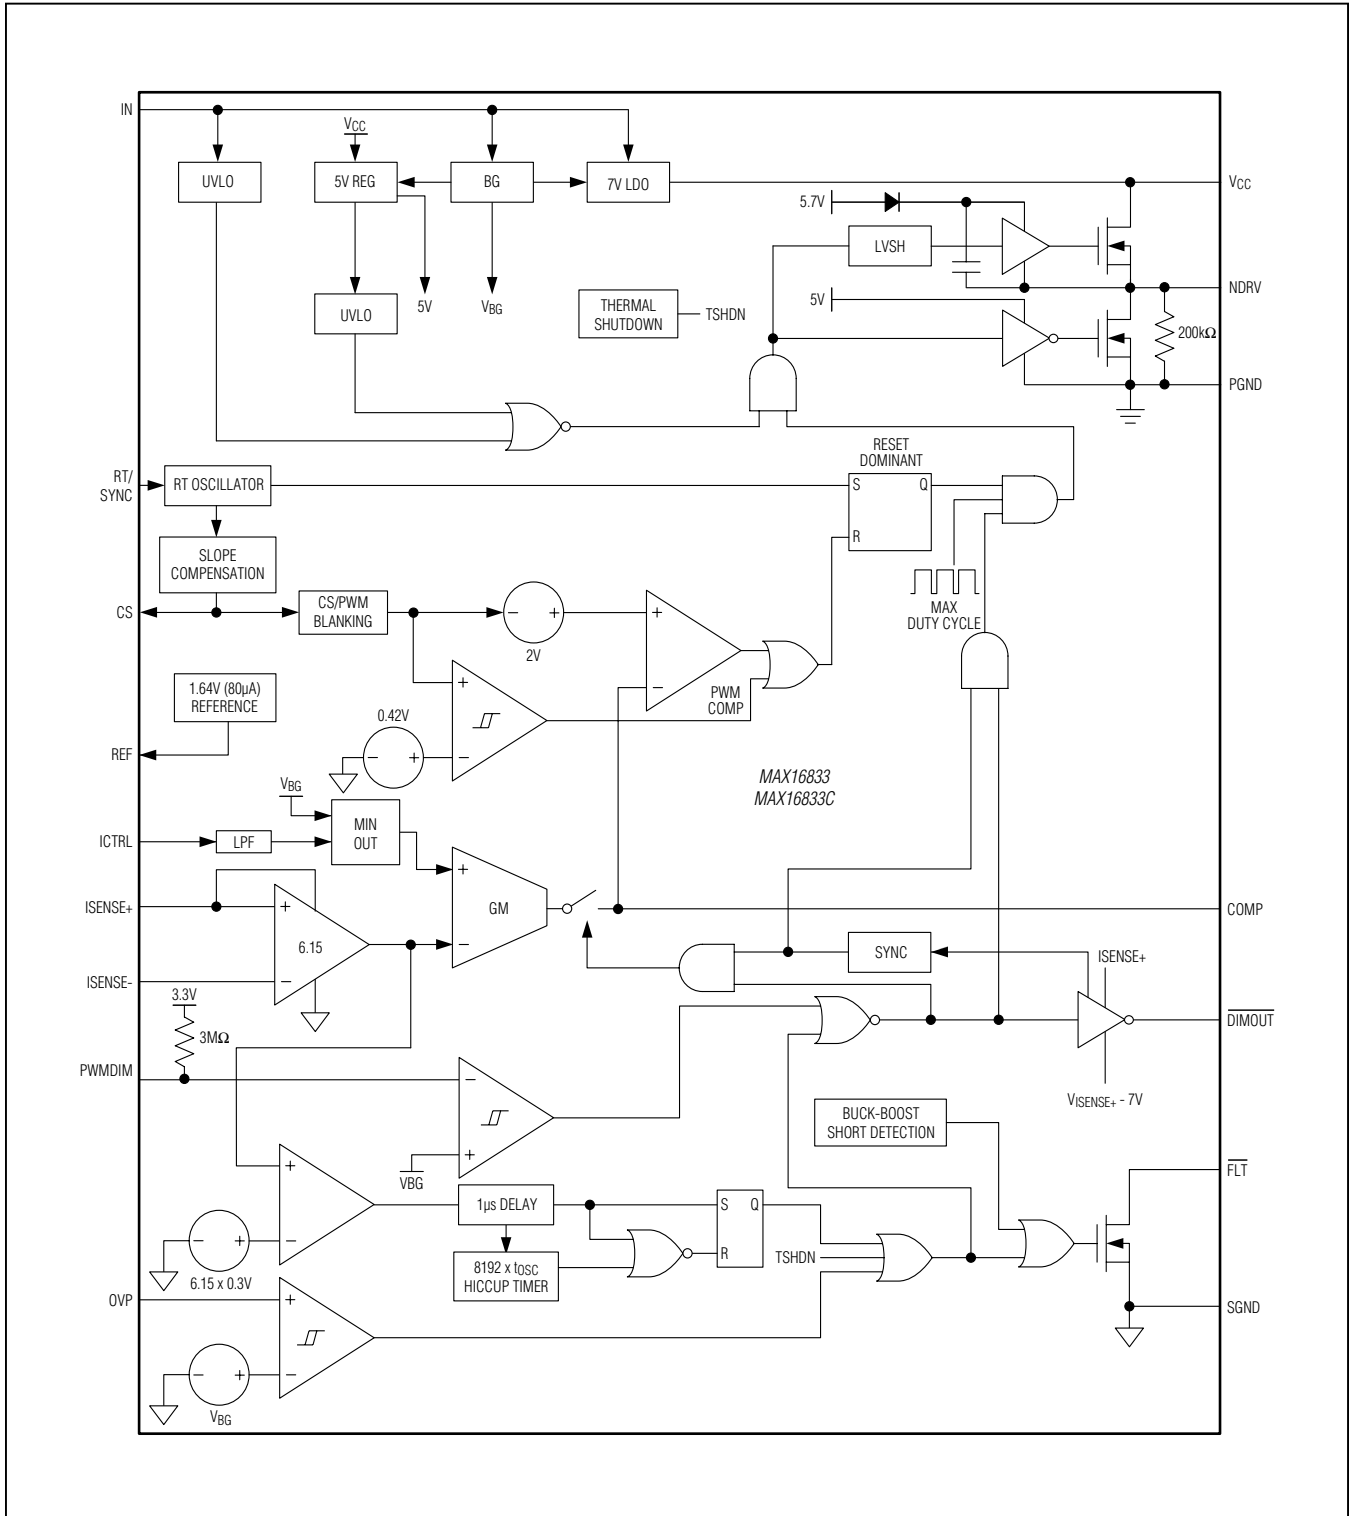 IN
VCC
UVLO
5V REG
BG
7V LDO
VCC
5.7V
LVSH
5V
VBG
THERMAL
SHUTDOWN
TSHDN
NDRV
5V
UVLO
200kΩ
PGND
RESET
DOMINANT
RT/
SYNC
RT OSCILLATOR
S
Q
R
SLOPE
COMPENSATION
CS
CS/PWM
BLANKING
−
+
2V
+
−
MAX
DUTY CYCLE
1.64V (80µA)
REFERENCE
REF
+
−
0.42V
−
+
PWM
COMP
MAX16833
MAX16833C
VBG
MIN
OUT
ICTRL
LPF
+
GM
−
ISENSE+
+
6.15
−
ISENSE-
COMP
SYNC
ISENSE+
DIMOUT
VISENSE+ - 7V
3.3V
3MΩ
PWMDIM
−
+
VBG
BUCK-BOOST
SHORT DETECTION
FLT
+
−
−
+
6.15 x 0.3V
1µs DELAY
8192 x tOSC
HICCUP TIMER
S
Q
R
TSHDN
OVP
+
−
−
+
VBG
SGND